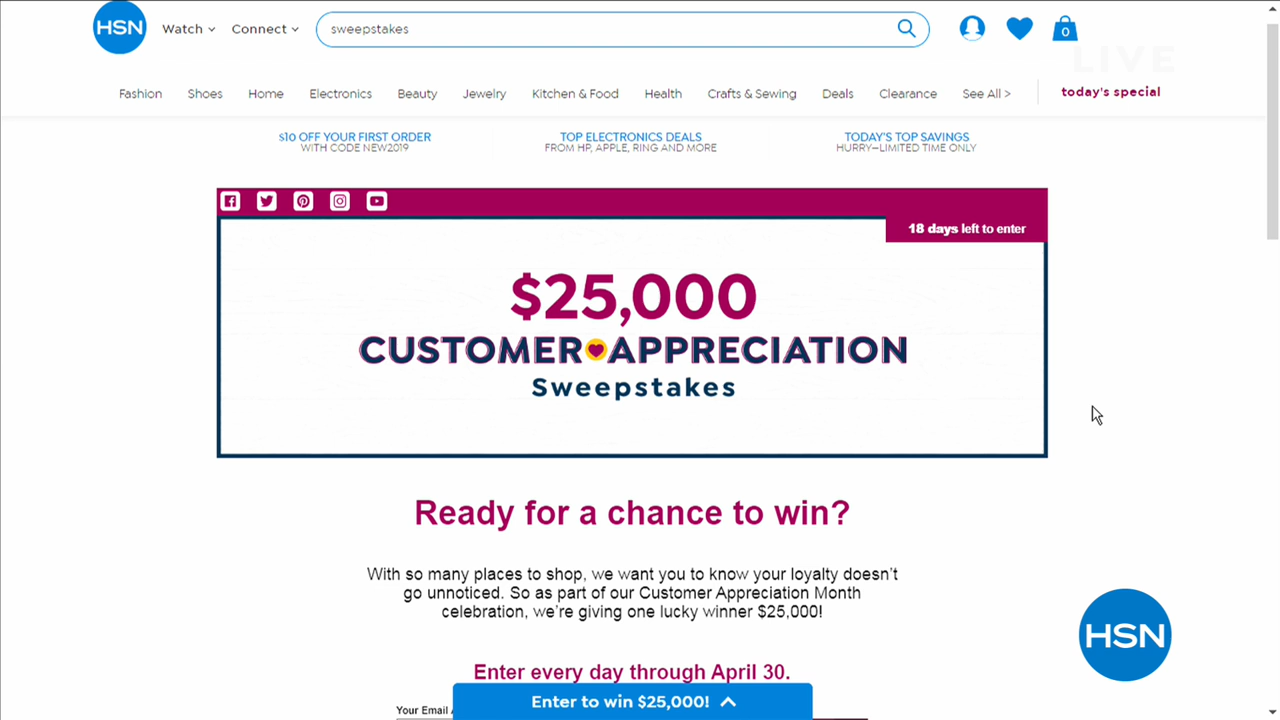 HSN
Watch
Connect
sweepstakes
0
LIVE
Fashion
Shoes
Home
Electronics
Beauty
Jewelry
Kitchen & Food
Health
Crafts & Sewing
Deals
Clearance
See All >
today's special
$10 OFF YOUR FIRST ORDER
WITH CODE NEW2019
TOP ELECTRONICS DEALS
FROM HP, APPLE, RING AND MORE
TODAY'S TOP SAVINGS
HURRY—LIMITED TIME ONLY
18 days left to enter
$25,000
CUSTOMER APPRECIATION
Sweepstakes
Ready for a chance to win?
With so many places to shop, we want you to know your loyalty doesn't
go unnoticed. So as part of our Customer Appreciation Month
celebration, we're giving one lucky winner $25,000!
HSN
Enter every day through April 30.
Your Email
Enter to win $25,000!